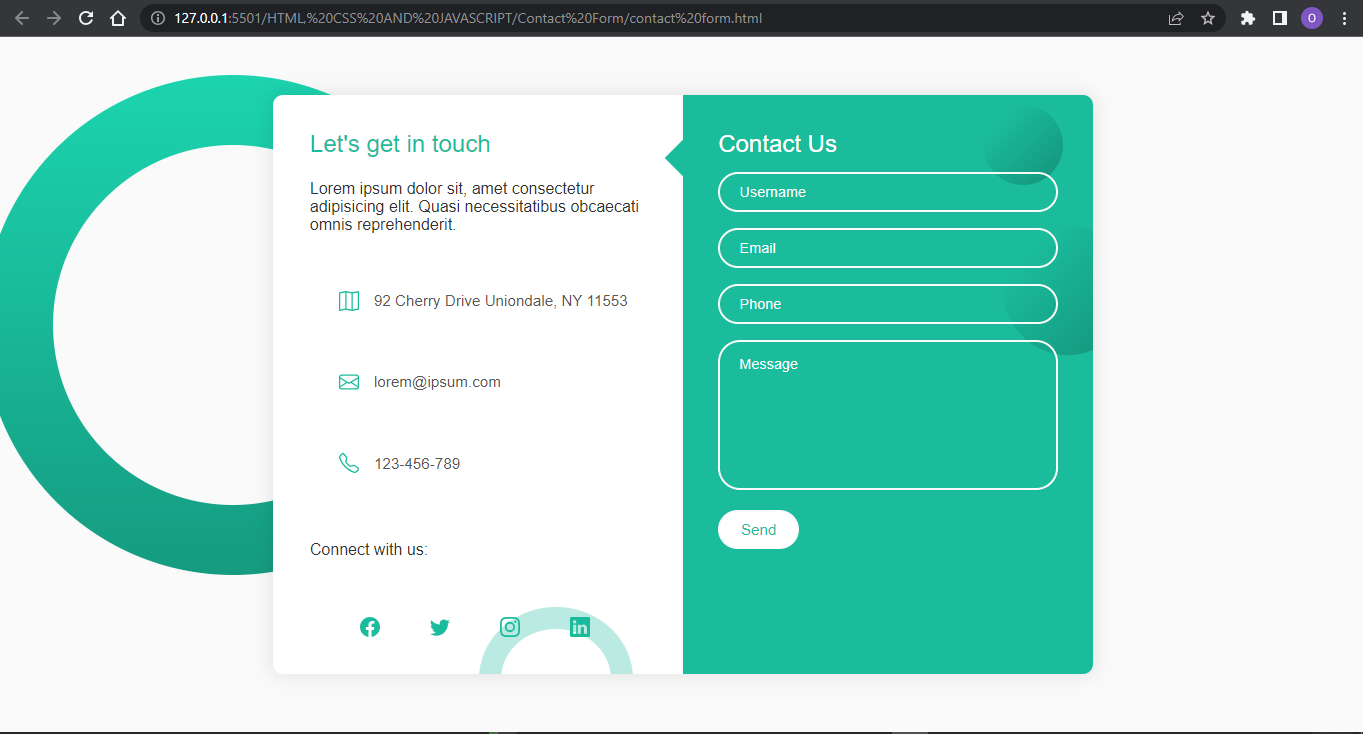 127.0.0.1:5501/HTML,%20CSS%20AND%20JAVASCRIPT/Contact%20Form/contact%20form.html
O
Let's get in touch
Lorem ipsum dolor sit, amet consectetur
adipisicing elit. Quasi necessitatibus obcaecati
omnis reprehenderit.
92 Cherry Drive Uniondale, NY 11553
lorem@ipsum.com
123-456-789
Connect with us:
in
Contact Us
Username
Email
Phone
Message
Send